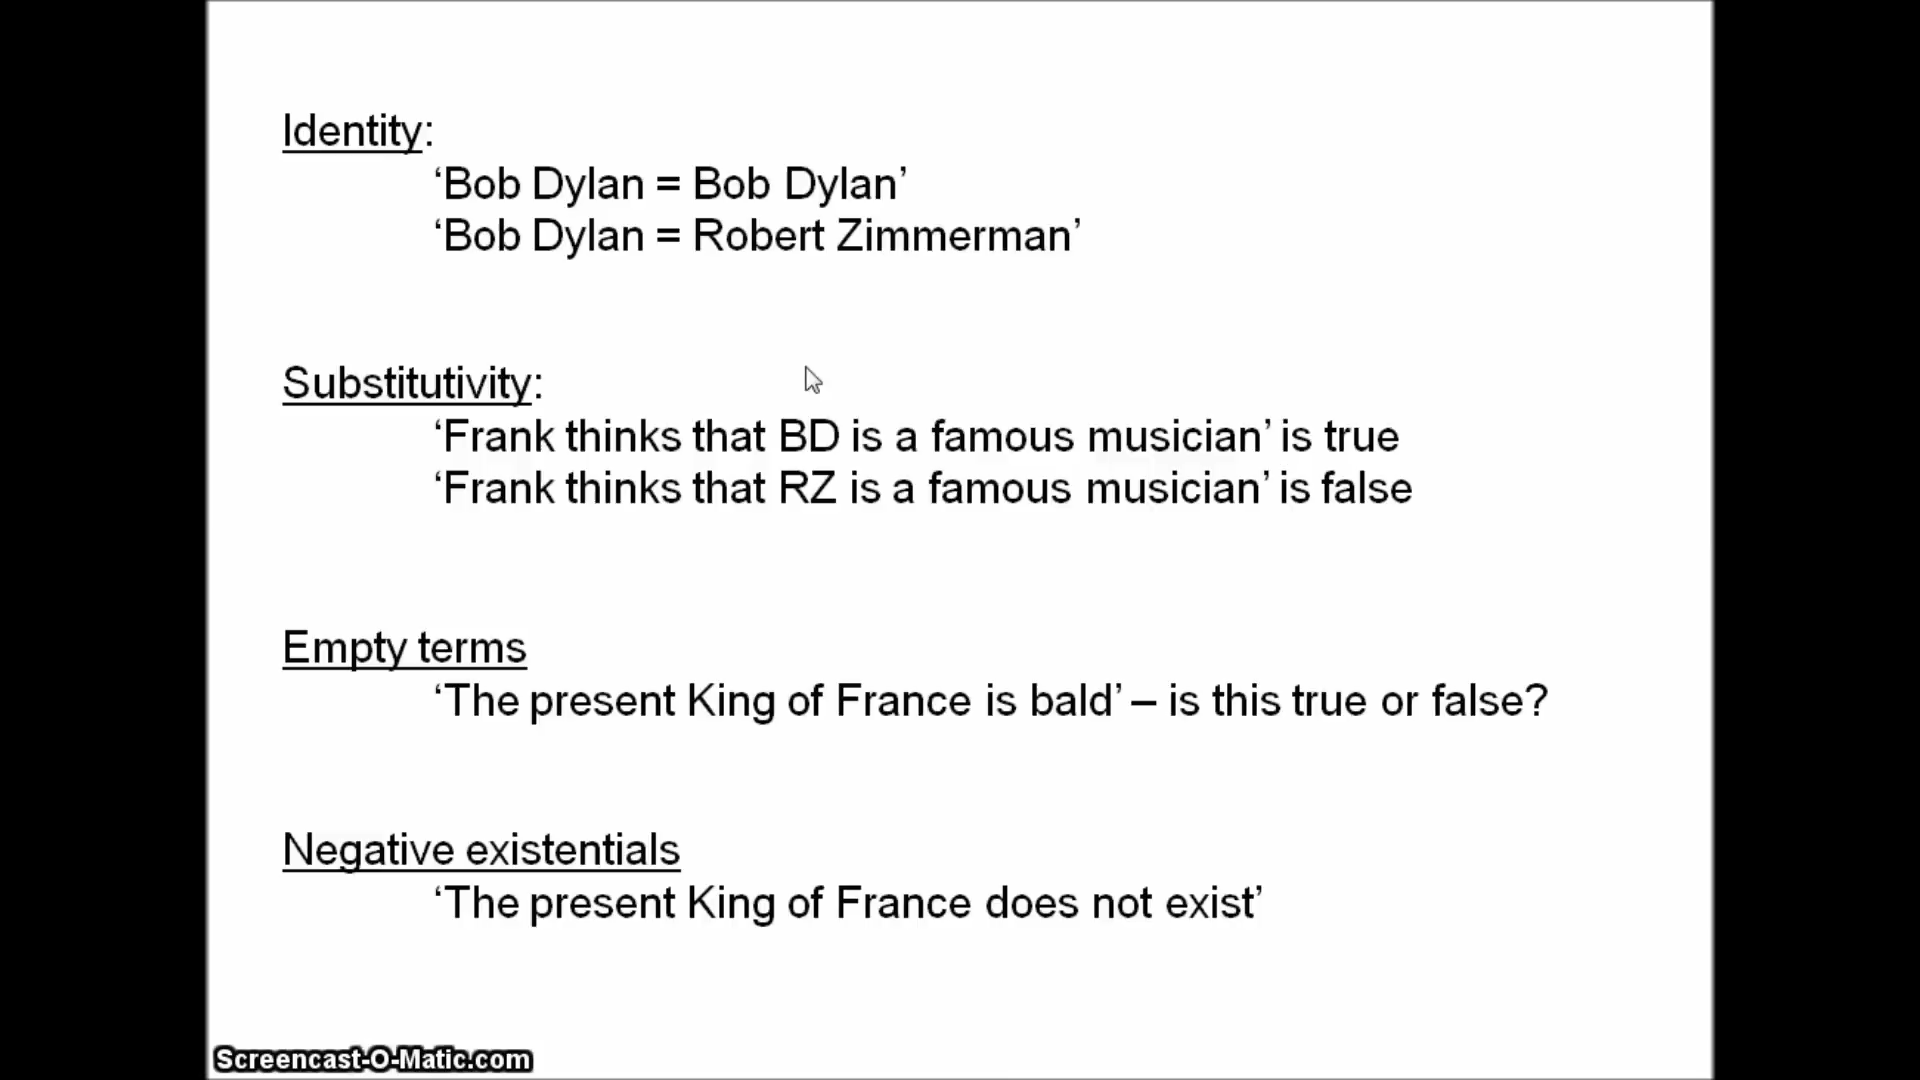 Identity:
‘Bob Dylan = Bob Dylan’
‘Bob Dylan = Robert Zimmerman’
Substitutivity:
‘Frank thinks that BD is a famous musician’ is true
‘Frank thinks that RZ is a famous musician’ is false
Empty terms
‘The present King of France is bald’ – is this true or false?
Negative existentials
‘The present King of France does not exist’
Screencast-O-Matic.com